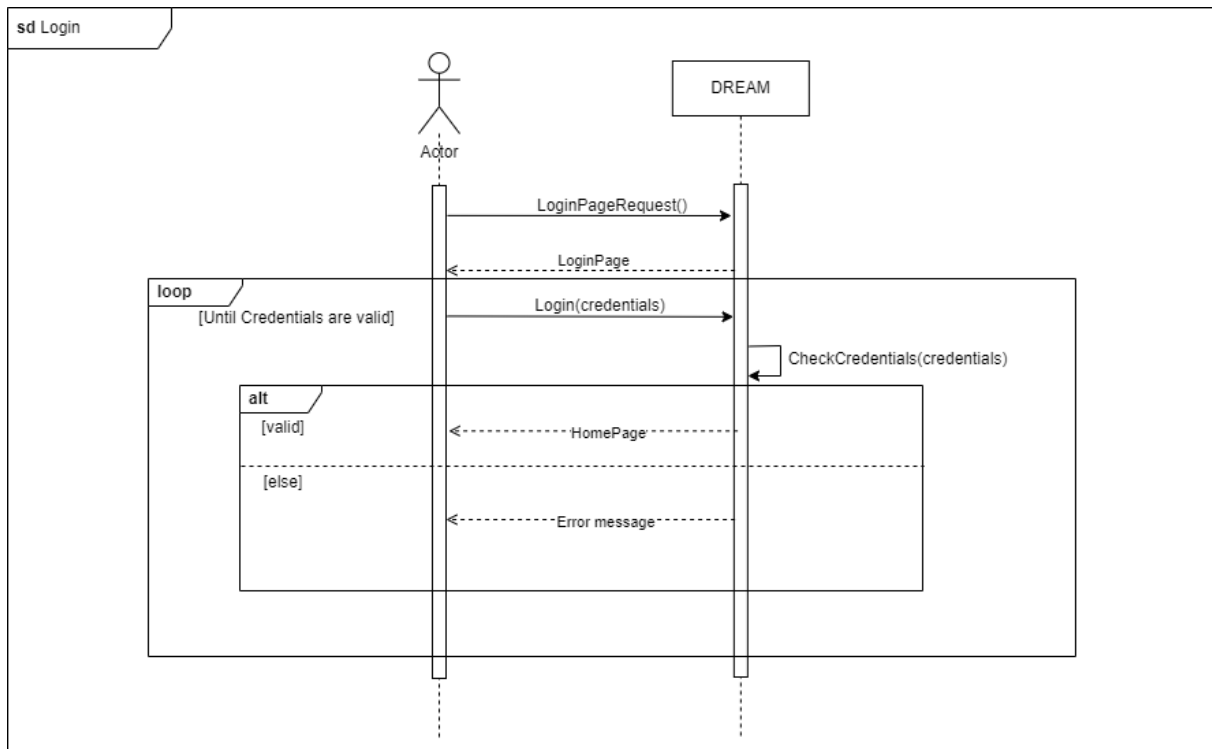 sd Login
DREAM
Actor
LoginPageRequest()
LoginPage
loop
[Until Credentials are valid]
Login(credentials)
CheckCredentials(credentials)
alt
[valid]
HomePage
[else]
Error message